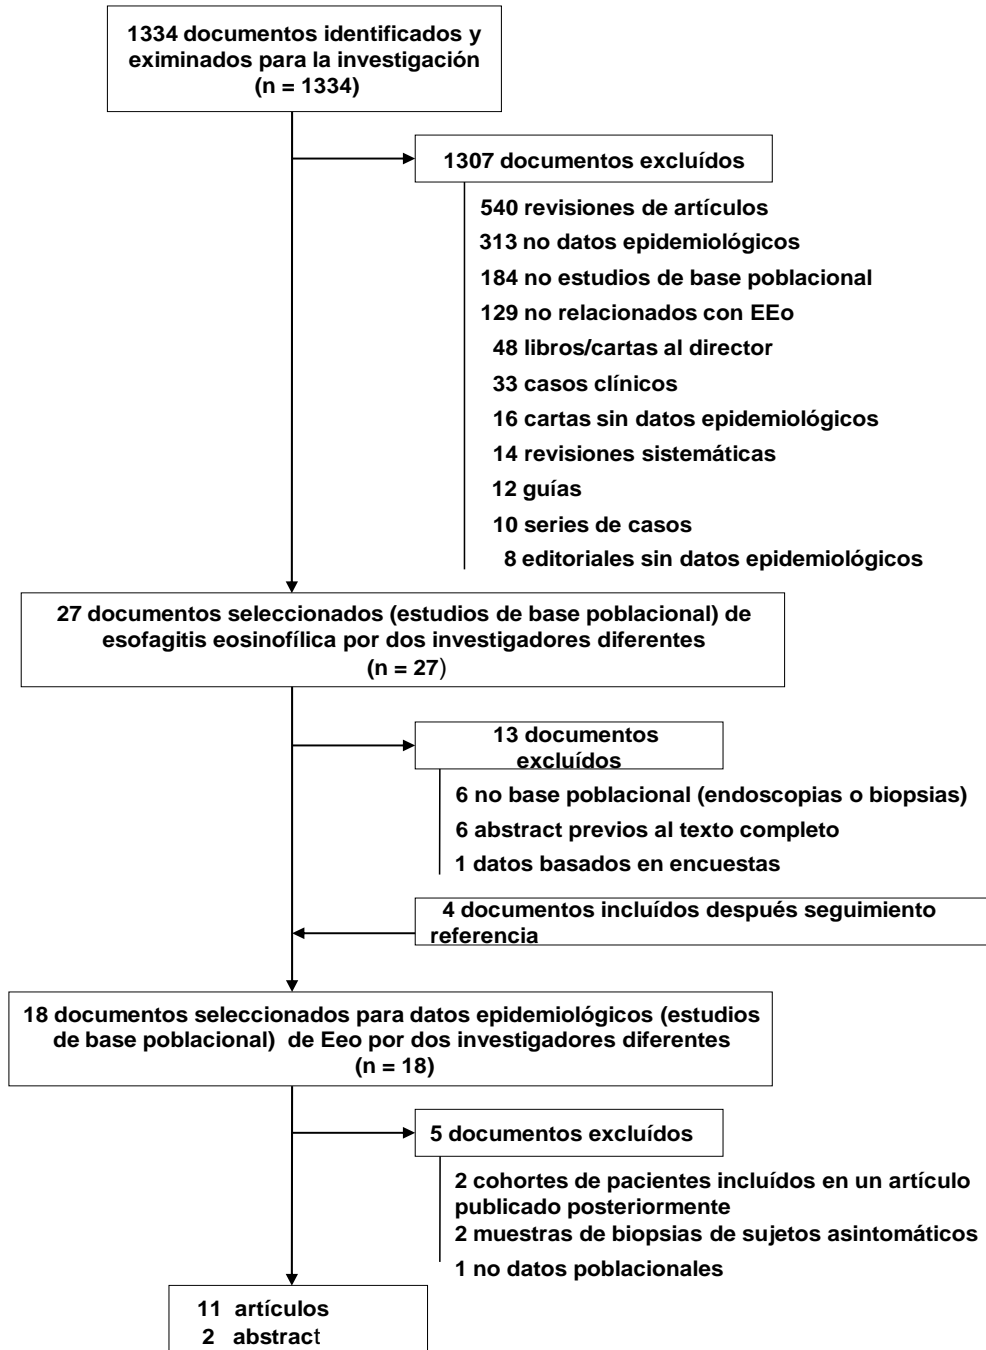 1334 documentos identificados y
eximinados para la investigación
(n = 1334)
1307 documentos excluídos
540 revisiones de artículos
313 no datos epidemiológicos
184 no estudios de base poblacional
129 no relacionados con EEo
48 libros/cartas al director
33 casos clínicos
16 cartas sin datos epidemiológicos
14 revisiones sistemáticas
12 guías
10 series de casos
8 editoriales sin datos epidemiológicos
27 documentos seleccionados (estudios de base poblacional) de
esofagitis eosinofílica por dos investigadores diferentes
(n = 27)
13 documentos
excluídos
6 no base poblacional (endoscopias o biopsias)
6 abstract previos al texto completo
1 datos basados en encuestas
4 documentos incluídos después seguimiento
referencia
18 documentos seleccionados para datos epidemiológicos (estudios
de base poblacional) de Eeo por dos investigadores diferentes
(n = 18)
5 documentos excluídos
2 cohortes de pacientes incluídos en un artículo
publicado posteriormente
2 muestras de biopsias de sujetos asintomáticos
1 no datos poblacionales
11 artículos
2 abstract